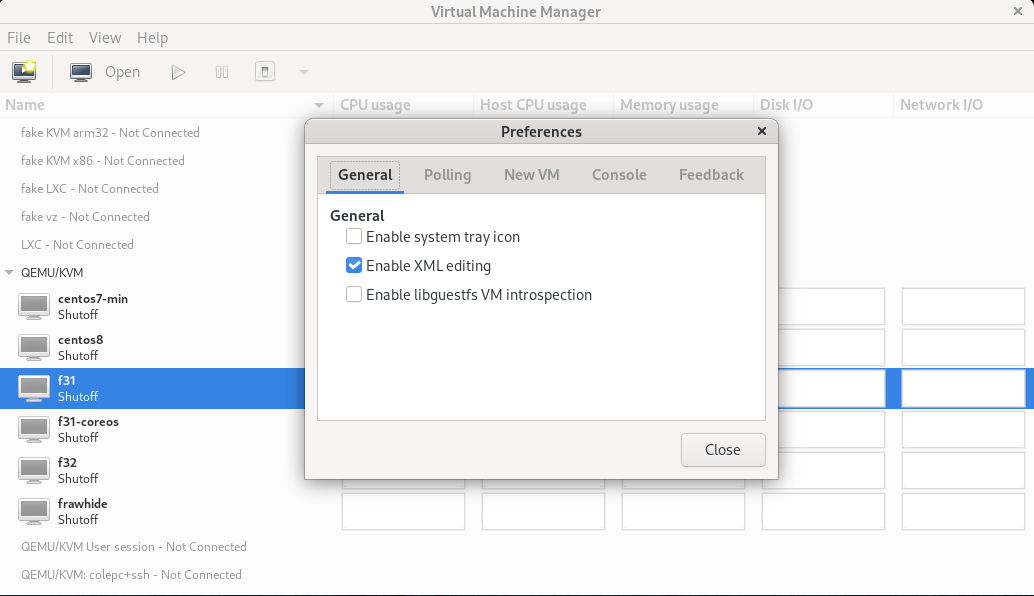 Virtual Machine Manager
File Edit View Help
Open
Name CPU usage Host CPU usage Memory usage Disk I/O Network I/O
fake KVM arm32 - Not Connected
fake KVM x86 - Not Connected
fake LXC - Not Connected
fake vz - Not Connected
LXC - Not Connected
QEMU/KVM
centos7-min
Shutoff
centos8
Shutoff
f31
Shutoff
f31-coreos
Shutoff
f32
Shutoff
frawhide
Shutoff
QEMU/KVM User session - Not Connected
QEMU/KVM: colepc+ssh - Not Connected
Preferences
General Polling New VM Console Feedback
General
Enable system tray icon
Enable XML editing
Enable libguestfs VM introspection
Close